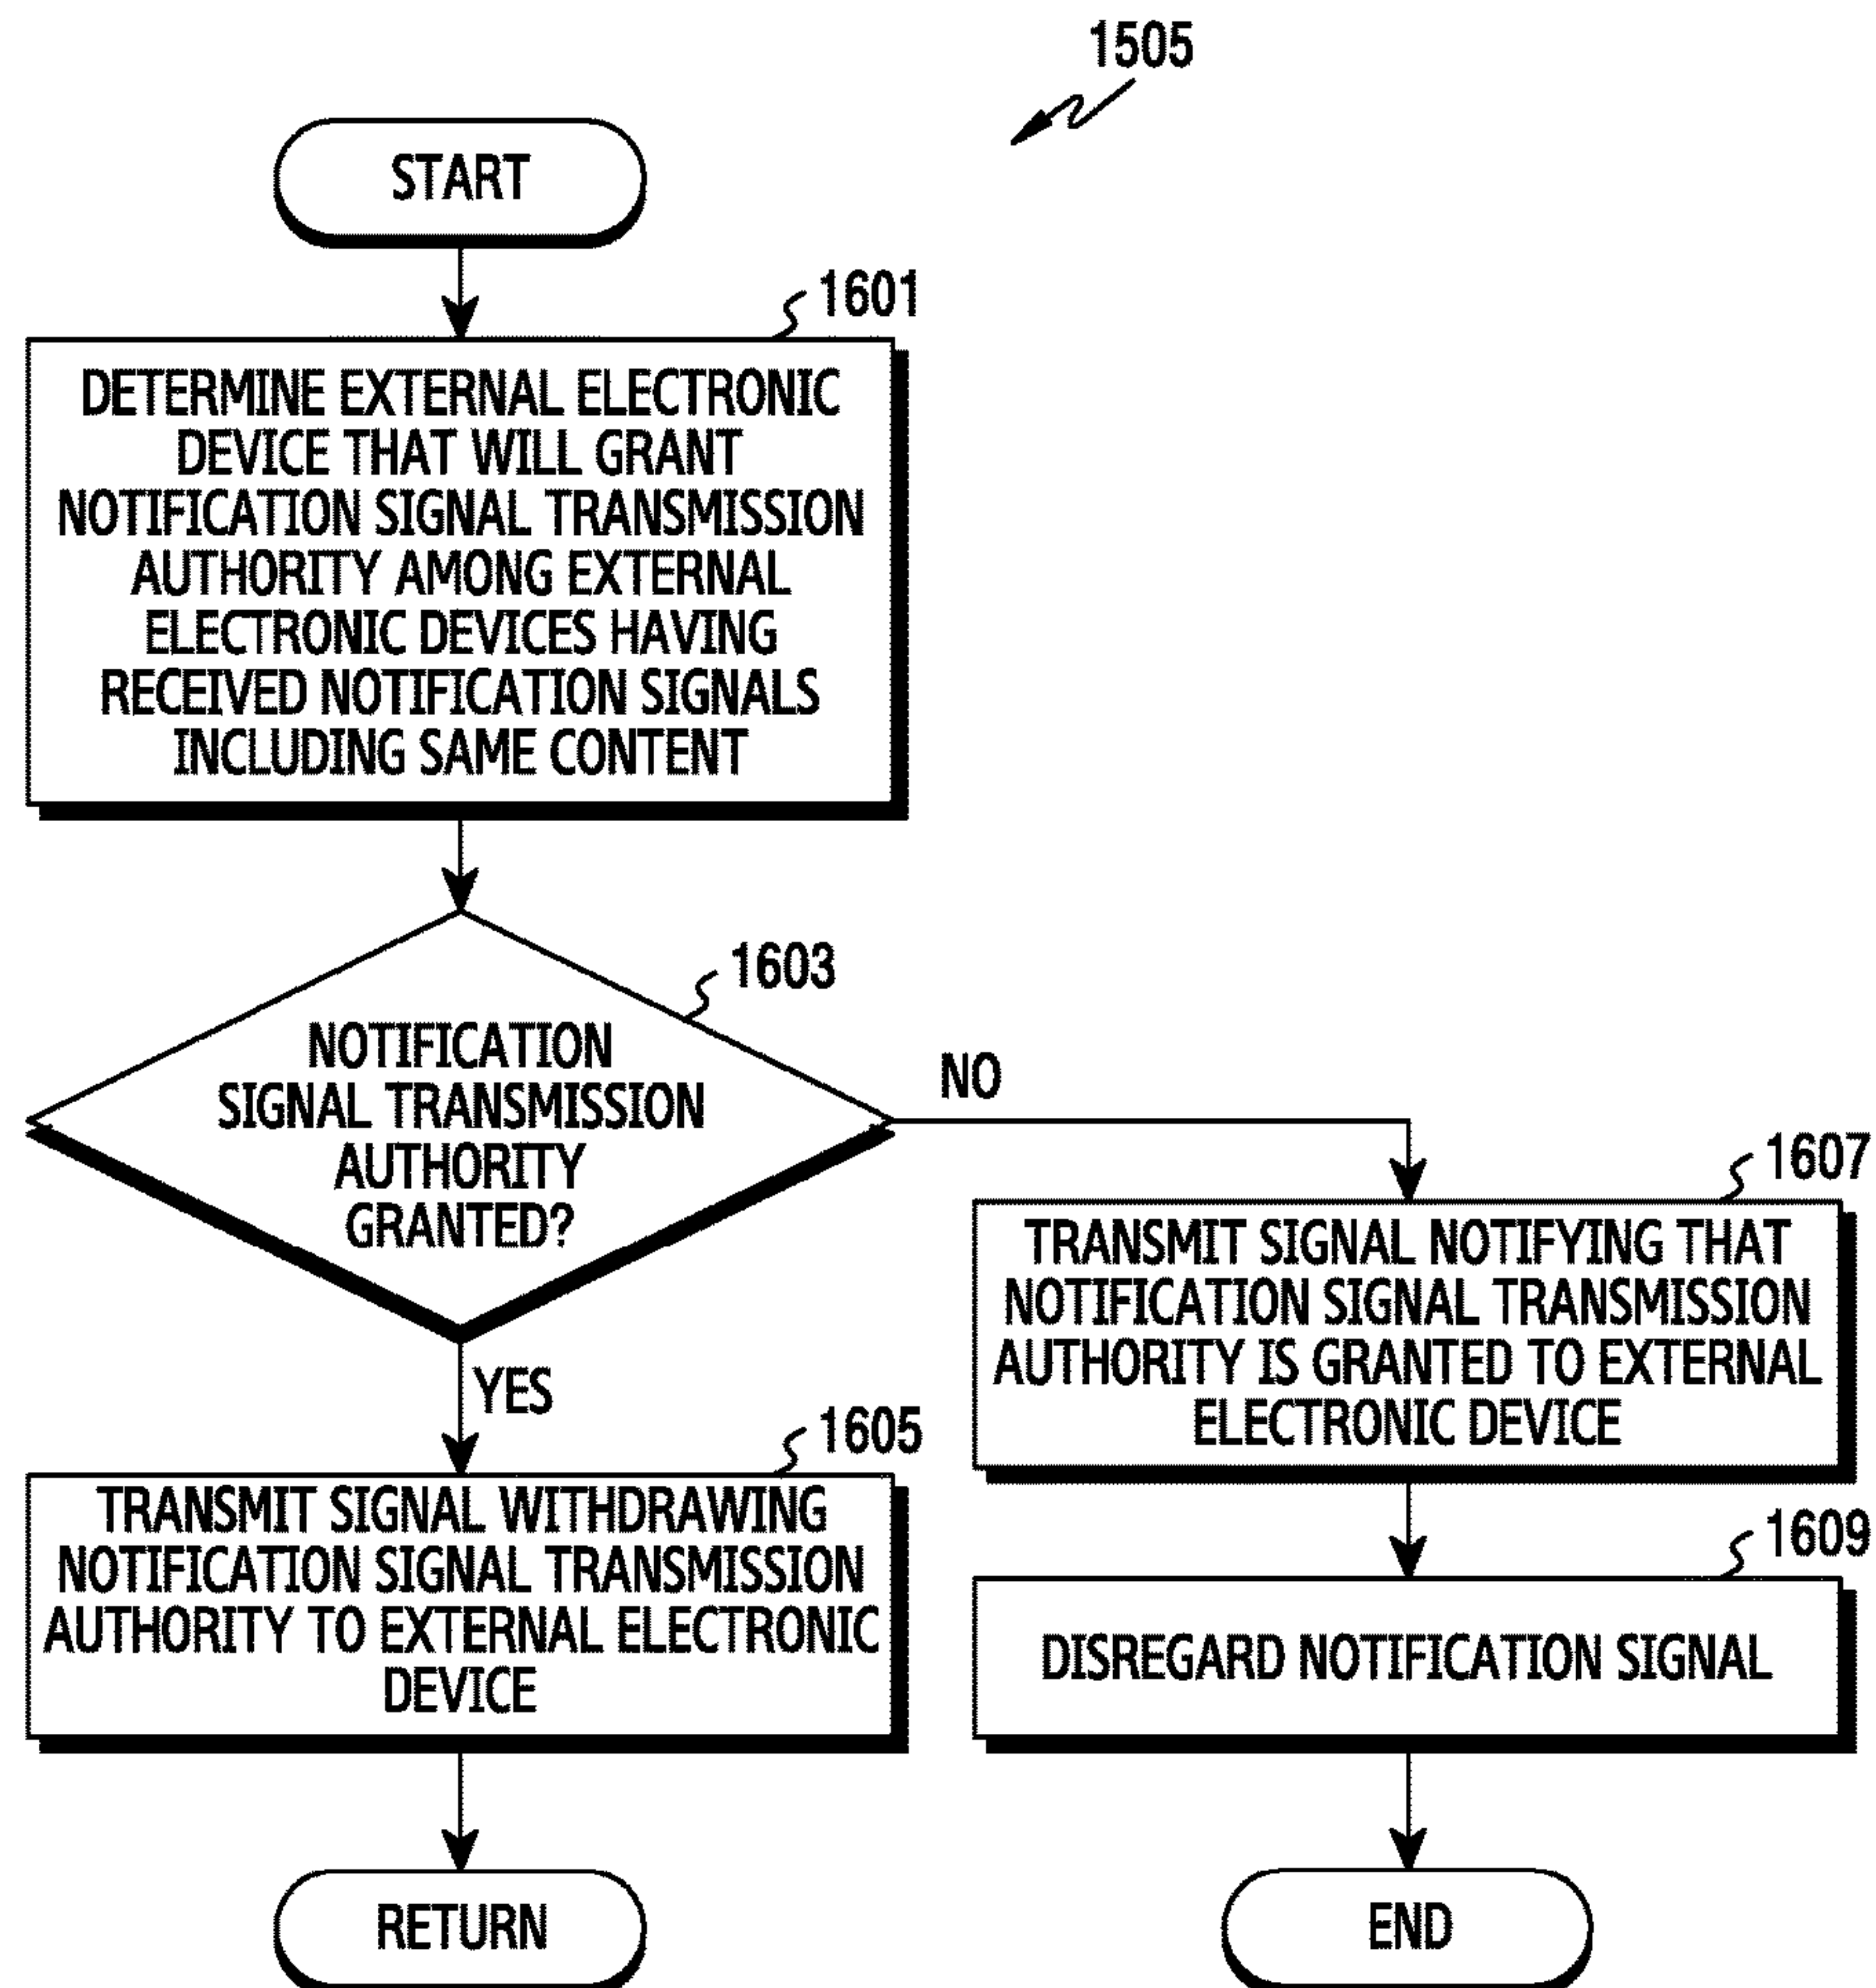 1505
START
1601
DETERMINE EXTERNAL ELECTRONIC
DEVICE THAT WILL GRANT
NOTIFICATION SIGNAL TRANSMISSION
AUTHORITY AMONG EXTERNAL
ELECTRONIC DEVICES HAVING
RECEIVED NOTIFICATION SIGNALS
INCLUDING SAME CONTENT
1603
NOTIFICATION
SIGNAL TRANSMISSION
AUTHORITY
GRANTED?
NO
YES
1605
TRANSMIT SIGNAL WITHDRAWING
NOTIFICATION SIGNAL TRANSMISSION
AUTHORITY TO EXTERNAL ELECTRONIC
DEVICE
RETURN
1607
TRANSMIT SIGNAL NOTIFYING THAT
NOTIFICATION SIGNAL TRANSMISSION
AUTHORITY IS GRANTED TO EXTERNAL
ELECTRONIC DEVICE
1609
DISREGARD NOTIFICATION SIGNAL
END